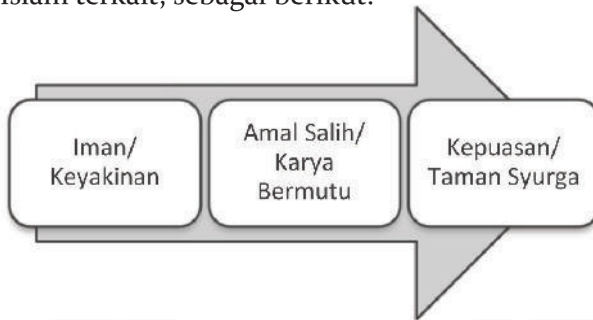 islam terkait, sebagai berikut:
Iman/
Keyakinan
Amal Salih/
Karya
Bermutu
Kepuasan/
Taman Syurga